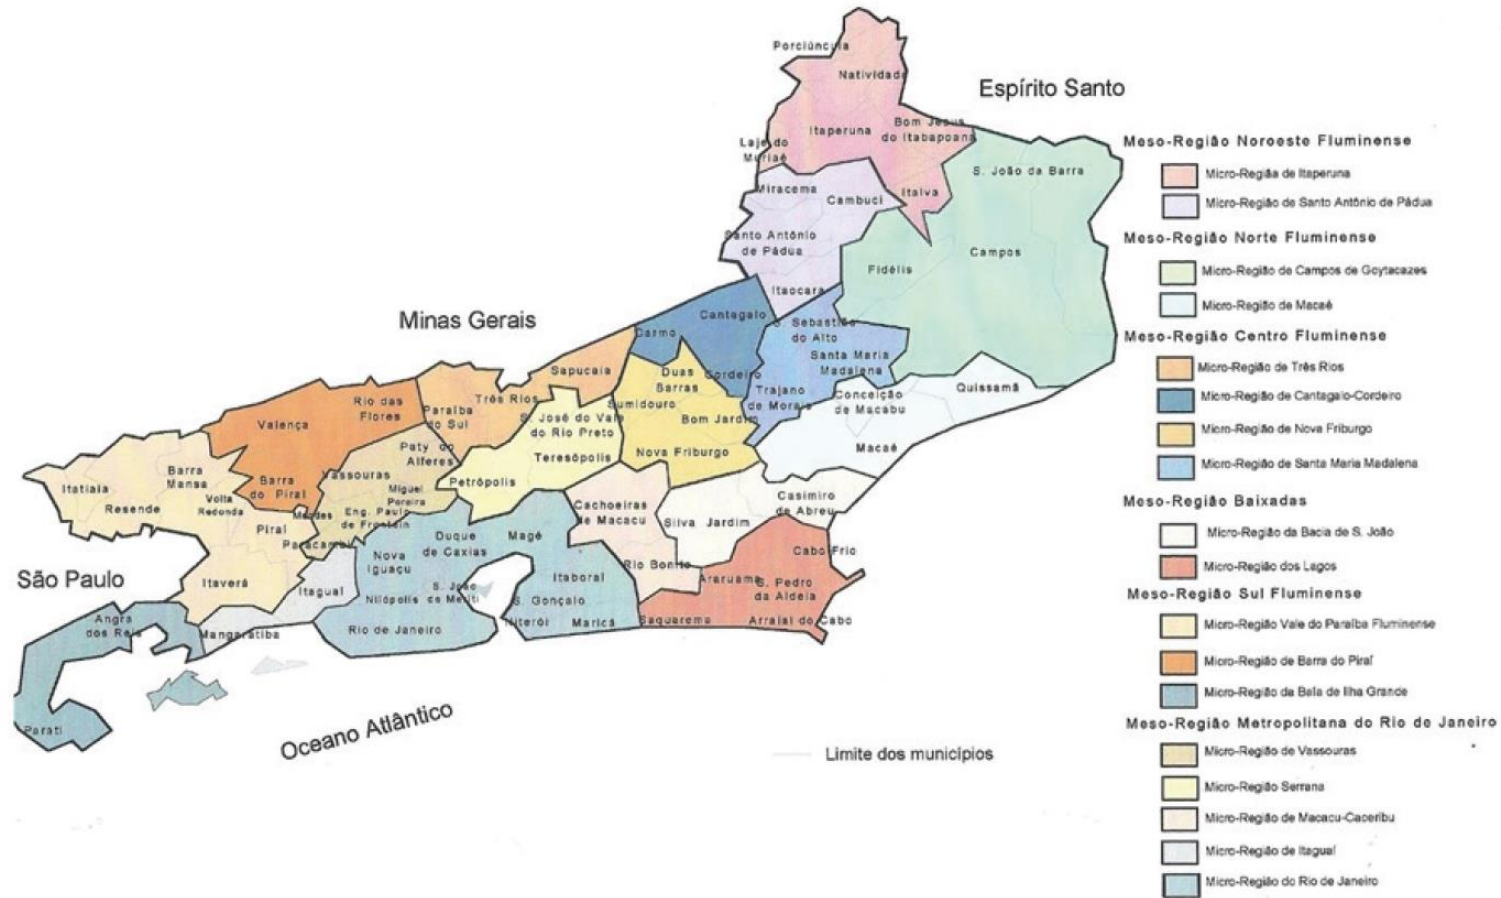 Porciúncula
Natividade
Espírito Santo
Itaperuna
Bom Jesus
do Itabapoana
Laje do
Muriaé
S. João da Barra
Miracema
Cambuci
Italva
Santo Antônio
de Pádua
Campos
Fidélis
Itaocara
Minas Gerais
Cantagalo
Carmo
S. Sebastião
do Alto
Santa Maria
Madalena
Sapucaia
Duas
Barras
Cordeiro
Trajano
de Morais
Conceição
de Macabu
Quissamã
Rio das
Flores
Três Rios
Paraíba
do Sul
Sumidouro
Valença
S. José do Vale
do Rio Preto
Bom Jardim
Paty do
Alferes
Teresópolis
Nova Friburgo
Macaé
Barra
Mansa
Vassouras
Petrópolis
Itatiaia
Resende
Volta
Redonda
Barra
do Piraí
Miguel
Pereira
Mendes
Eng. Paulo
de Frontein
Piraí
Paracambi
Cachoeiras
de Macacu
Silva Jardim
Casimiro
de Abreu
Duque
de Caxias
Magé
Nova
Iguaçu
Cabo Frio
São Paulo
Itaverá
Itaguaí
Nilópolis
S. João
de Meriti
Itaboraí
Rio Bonito
Araruama
S. Pedro
da Aldeia
S. Gonçalo
Angra
dos Reis
Mangaratiba
Rio de Janeiro
Niterói
Maricá
Saquarema
Arraial do Cabo
Parati
Oceano Atlântico
Limite dos municípios
Meso-Região Noroeste Fluminense
Micro-Região de Itaperuna
Micro-Região de Santo Antônio de Pádua
Meso-Região Norte Fluminense
Micro-Região de Campos de Goytacazes
Micro-Região de Macaé
Meso-Região Centro Fluminense
Micro-Região de Três Rios
Micro-Região de Cantagalo-Cordeiro
Micro-Região de Nova Friburgo
Micro-Região de Santa Maria Madalena
Meso-Região Baixadas
Micro-Região da Bacia de S. João
Micro-Região dos Lagos
Meso-Região Sul Fluminense
Micro-Região Vale do Paraíba Fluminense
Micro-Região de Barra do Piraí
Micro-Região da Baía de Ilha Grande
Meso-Região Metropolitana do Rio de Janeiro
Micro-Região de Vassouras
Micro-Região Serrana
Micro-Região de Macacu-Caceribu
Micro-Região de Itaguaí
Micro-Região do Rio de Janeiro